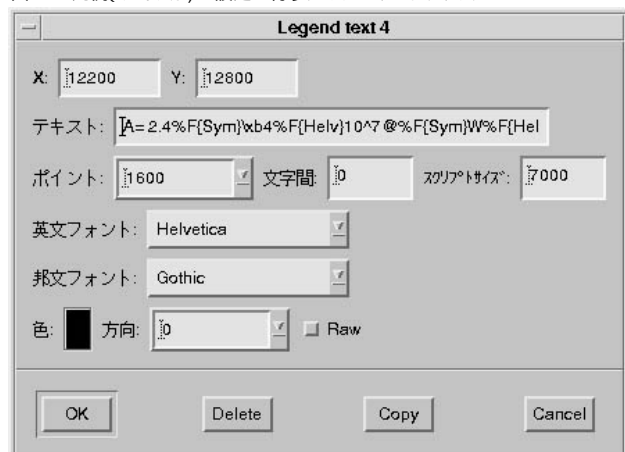 Legend text 4
X: 12200 Y: 12800
テキスト: A=2.4%F{Sym}\xb4%F{Helv}10^7@%F{Sym}W%F{Hel
ポイント: 1600 文字間: 0 スクリプトサイズ: 7000
英文フォント: Helvetica
邦文フォント: Gothic
色: 方向: 0 Raw
OK Delete Copy Cancel